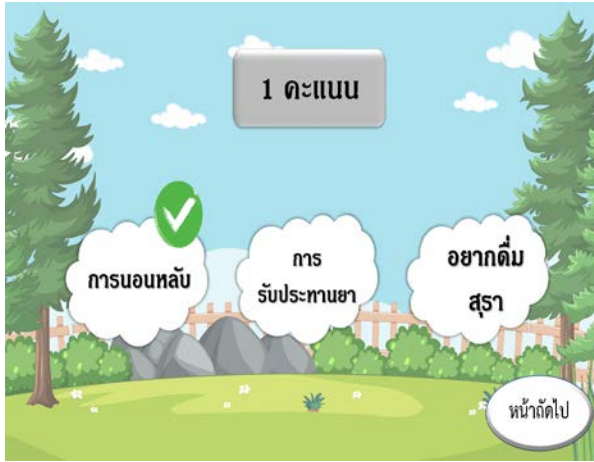 1 คะแนน
การนอนหลับ
การ
รับประทานยา
อยากดื่ม
สุรา
หน้าถัดไป